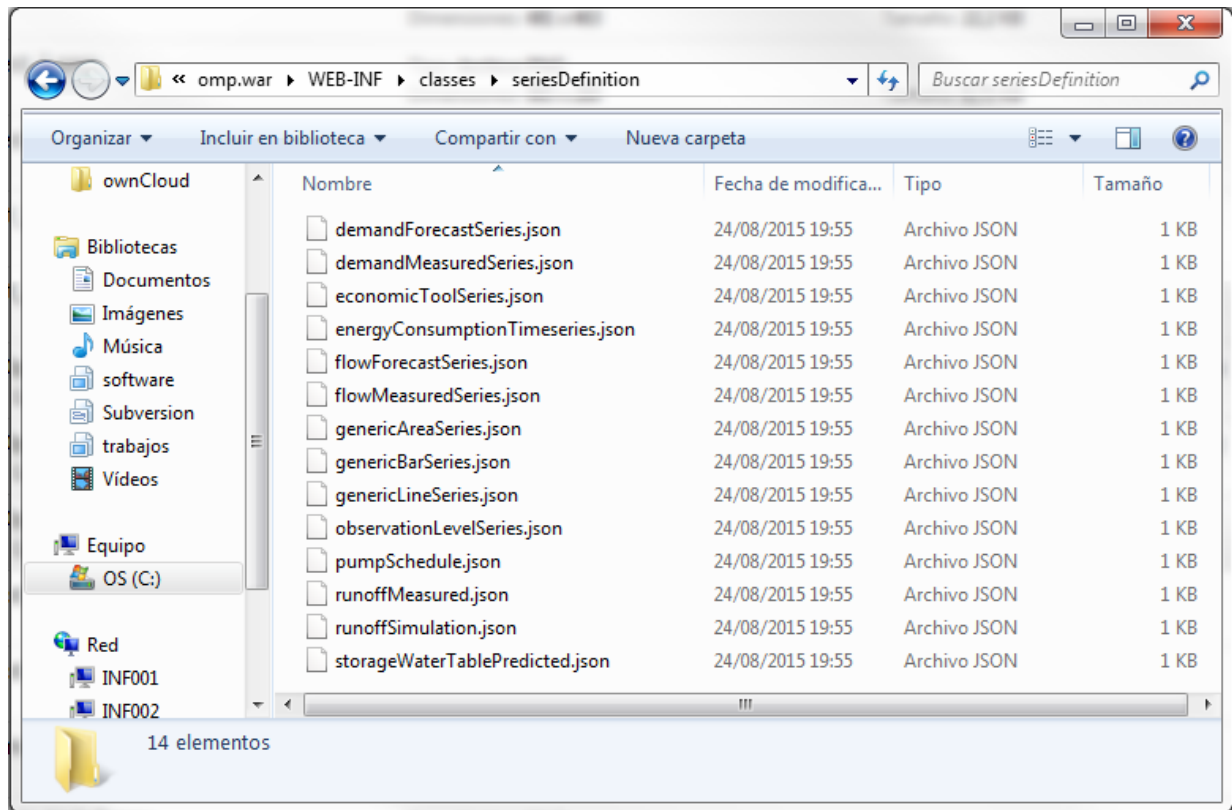 « omp.war ▸ WEB-INF ▸ classes ▸ seriesDefinition
Buscar seriesDefinition
Organizar Incluir en biblioteca Compartir con Nueva carpeta
ownCloud
Bibliotecas
Documentos
Imágenes
Música
software
Subversion
trabajos
Vídeos
Equipo
OS (C:)
Red
INF001
INF002
Nombre Fecha de modifica... Tipo Tamaño
demandForecastSeries.json 24/08/2015 19:55 Archivo JSON 1 KB
demandMeasuredSeries.json 24/08/2015 19:55 Archivo JSON 1 KB
economicToolSeries.json 24/08/2015 19:55 Archivo JSON 1 KB
energyConsumptionTimeseries.json 24/08/2015 19:55 Archivo JSON 1 KB
flowForecastSeries.json 24/08/2015 19:55 Archivo JSON 1 KB
flowMeasuredSeries.json 24/08/2015 19:55 Archivo JSON 1 KB
genericAreaSeries.json 24/08/2015 19:55 Archivo JSON 1 KB
genericBarSeries.json 24/08/2015 19:55 Archivo JSON 1 KB
genericLineSeries.json 24/08/2015 19:55 Archivo JSON 1 KB
observationLevelSeries.json 24/08/2015 19:55 Archivo JSON 1 KB
pumpSchedule.json 24/08/2015 19:55 Archivo JSON 1 KB
runoffMeasured.json 24/08/2015 19:55 Archivo JSON 1 KB
runoffSimulation.json 24/08/2015 19:55 Archivo JSON 1 KB
storageWaterTablePredicted.json 24/08/2015 19:55 Archivo JSON 1 KB
14 elementos